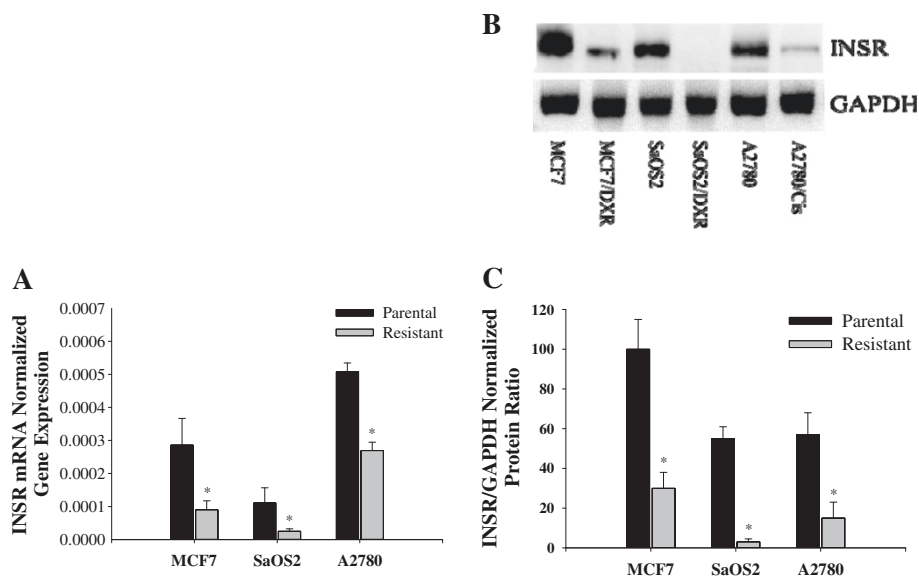 B
INSR
GAPDH
MCF7
MCF7/DXR
SaOS2
SaOS2/DXR
A2780
A2780/Cis
A
INSR mRNA Normalized
Gene Expression
0.0007
0.0006
0.0005
0.0004
0.0003
0.0002
0.0001
0.0000
Parental
Resistant
*
*
*
MCF7
SaOS2
A2780
C
INSR/GAPDH Normalized
Protein Ratio
120
100
80
60
40
20
0
Parental
Resistant
*
*
*
MCF7
SaOS2
A2780